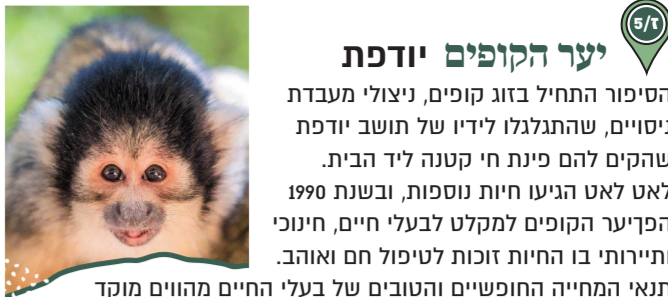 5/ז
יער הקופים יודפת
הסיפור התחיל בזוג קופים, ניצולי מעבדת
ניסויים, שהתגלגלו לידיו של תושב יודפת
שהקים להם פינת חי קטנה ליד הבית.
לאט לאט הגיעו חיות נוספות, ובשנת 1990
הפךיער הקופים למקלט לבעלי חיים, חינוכי
ותיירותי בו החיות זוכות לטיפול חם ואוהב.
תנאי המחייה החופשיים והטובים של בעלי החיים מהווים מוקד